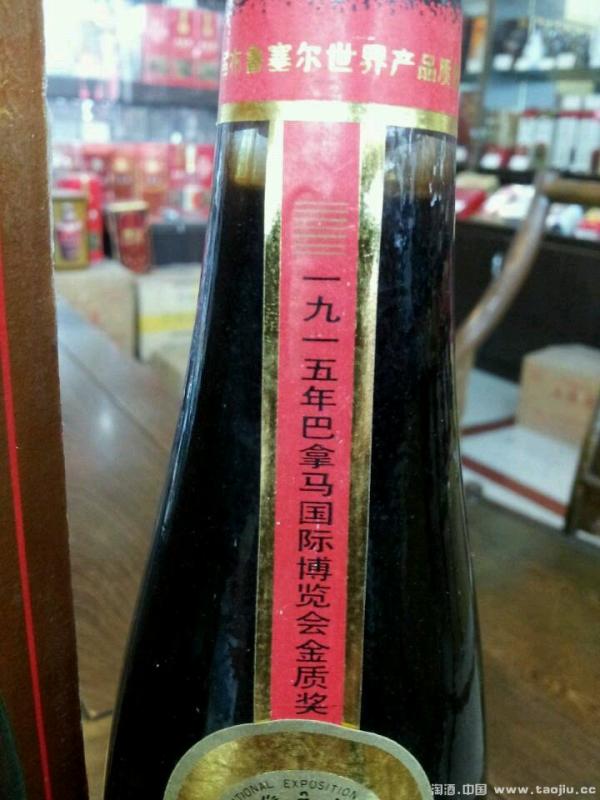 布鲁塞尔世界产品质
一九一五年巴拿马国际博览会金质奖
TIONAL EXPOSITION
淘酒.中国 www.taojiu.cc